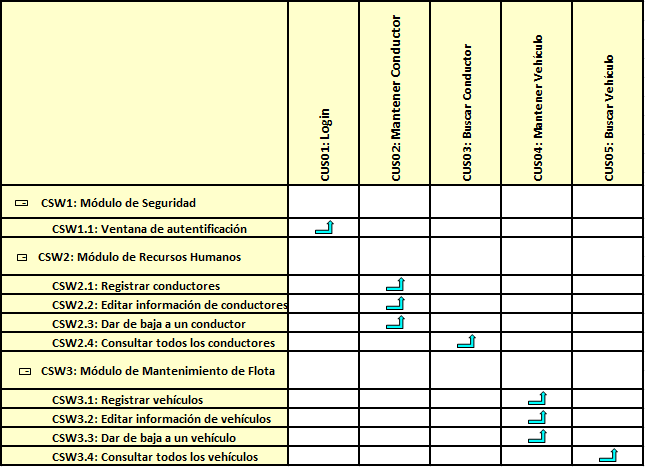 CUS01: Login
CUS02: Mantener Conductor
CUS03: Buscar Conductor
CUS04: Mantener Vehículo
CUS05: Buscar Vehículo
CSW1: Módulo de Seguridad
CSW1.1: Ventana de autentificación
CSW2: Módulo de Recursos Humanos
CSW2.1: Registrar conductores
CSW2.2: Editar información de conductores
CSW2.3: Dar de baja a un conductor
CSW2.4: Consultar todos los conductores
CSW3: Módulo de Mantenimiento de Flota
CSW3.1: Registrar vehículos
CSW3.2: Editar información de vehículos
CSW3.3: Dar de baja a un vehículo
CSW3.4: Consultar todos los vehículos